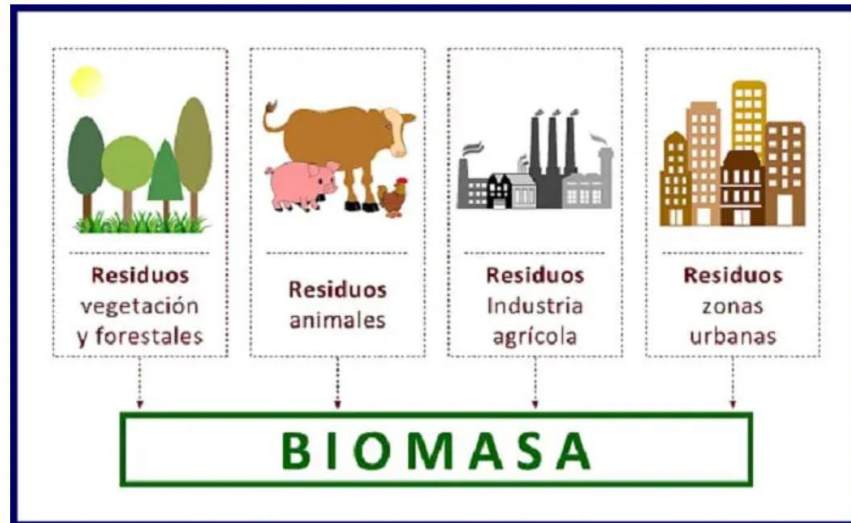 Residuos
vegetación
y forestales
Residuos
animales
Residuos
Industria
agrícola
Residuos
zonas
urbanas
BIOMASA